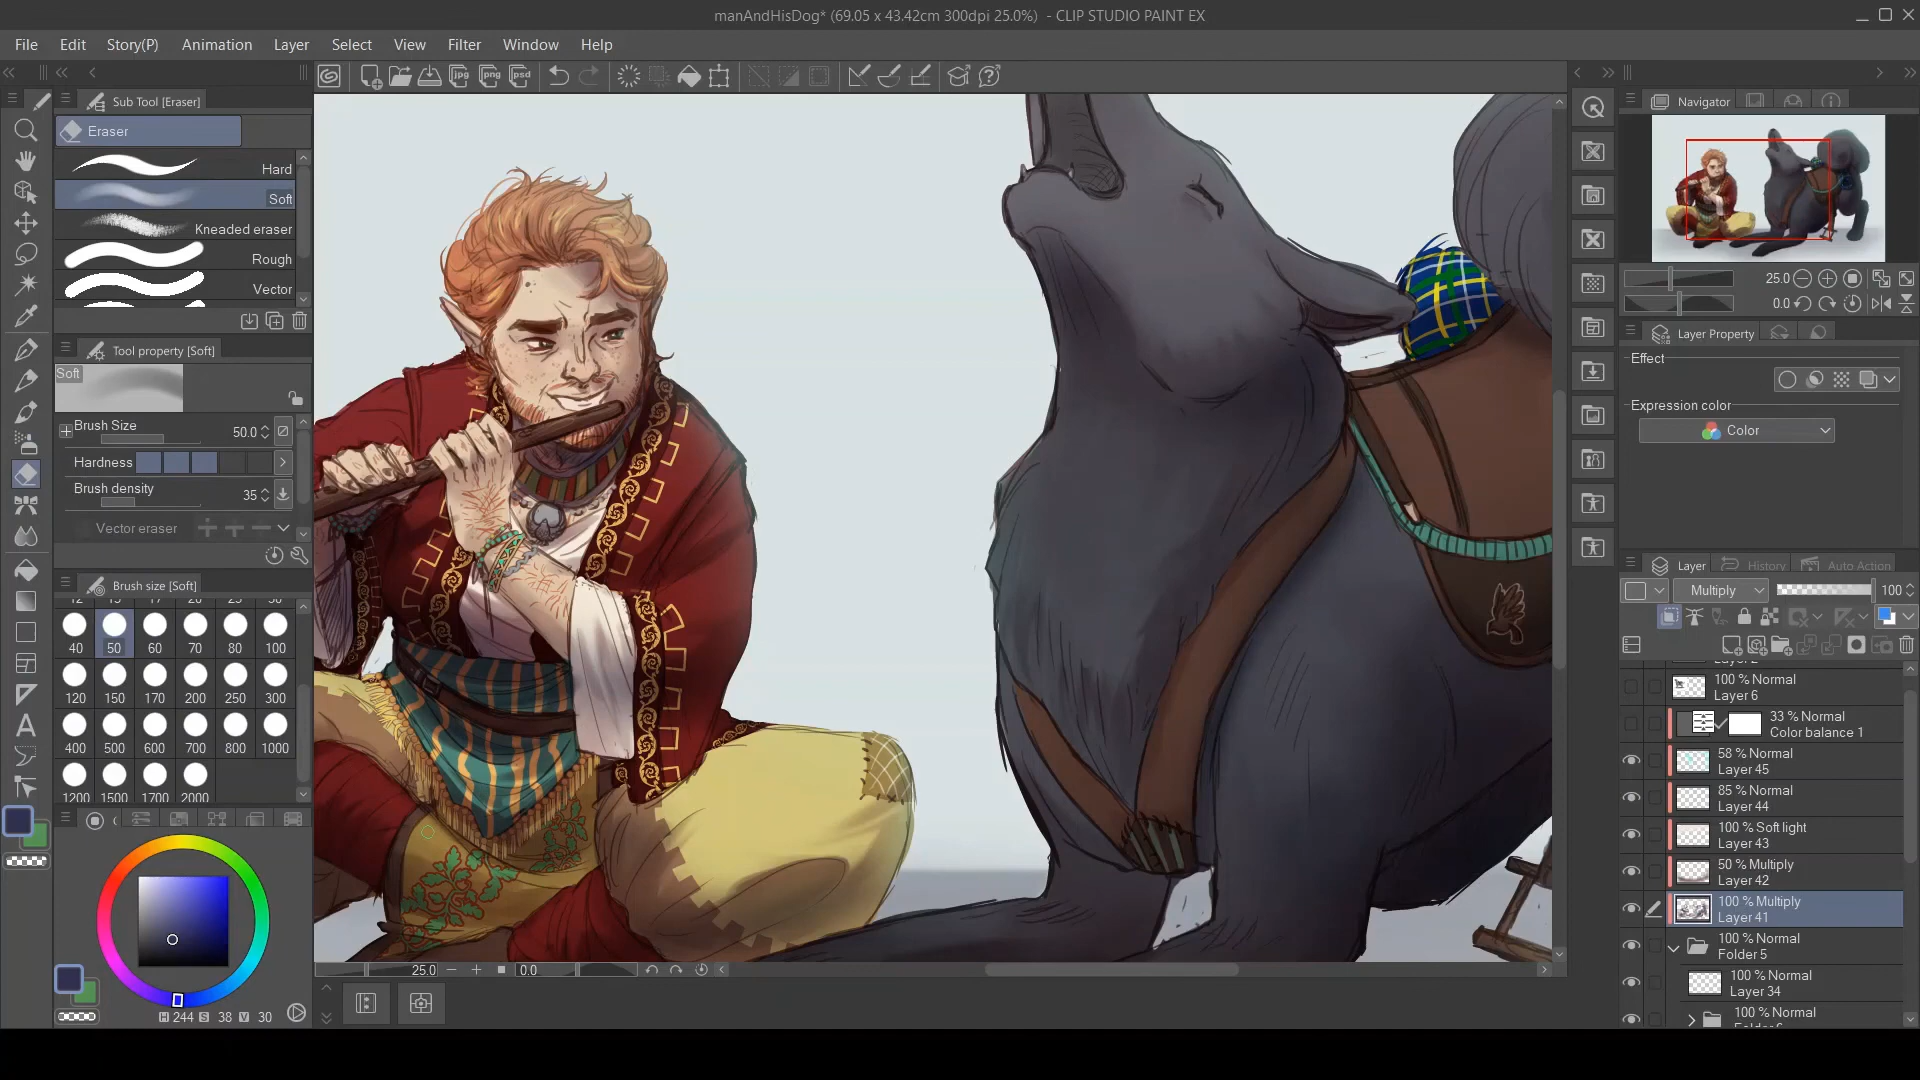 manAndHisDog* (69.05 x 43.42cm 300dpi 25.0%) - CLIP STUDIO PAINT EX
File Edit Story(P) Animation Layer Select View Filter Window Help
jpg png psd
Sub Tool [Eraser]
Eraser
Hard
Soft
Kneaded eraser
Rough
Vector
Tool property [Soft]
Soft
Brush Size 50.0
Hardness
Brush density 35
Vector eraser
Brush size [Soft]
40 50 60 70 80 100
120 150 170 200 250 300
400 500 600 700 800 1000
1200 1500 1700 2000
H 244 S 38 V 30
25.0 0.0
Navigator
25.0
0.0
Layer Property
Effect
Expression color
Color
Layer History Auto Action
Multiply 100
Layer 2
100 % Normal
Layer 6
33 % Normal
Color balance 1
58 % Normal
Layer 45
85 % Normal
Layer 44
100 % Soft light
Layer 43
50 % Multiply
Layer 42
100 % Multiply
Layer 41
100 % Normal
Folder 5
100 % Normal
Layer 34
100 % Normal